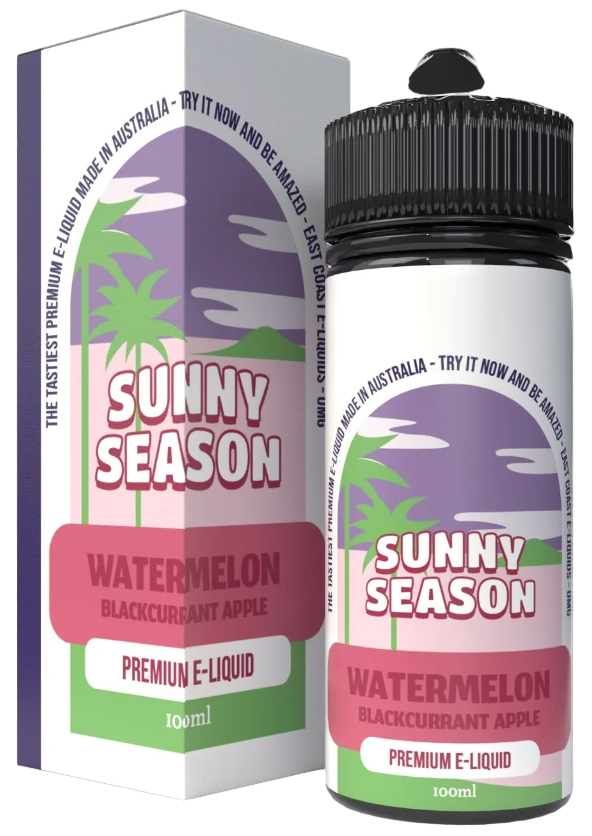 THE TASTIEST PREMIUM E-LIQUID MADE IN AUSTRALIA - TRY IT NOW AND BE AMAZED - EAST COAST E-LIQUIDS - 0MG
SUNNY
SEASON
WATERMELON
BLACKCURRANT APPLE
PREMIUM E-LIQUID
100ml
THE TASTIEST PREMIUM E-LIQUID MADE IN AUSTRALIA - TRY IT NOW AND BE AMAZED - EAST COAST E-LIQUIDS - 0MG
SUNNY
SEASON
WATERMELON
BLACKCURRANT APPLE
PREMIUM E-LIQUID
100ml